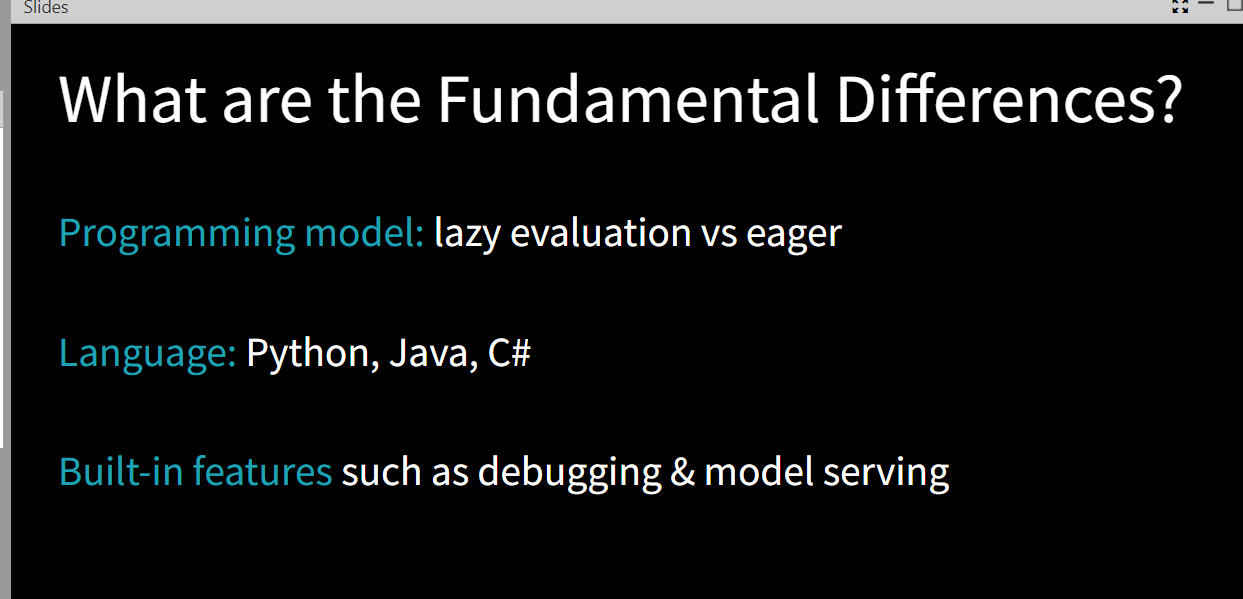 Slides
What are the Fundamental Differences?
Programming model: lazy evaluation vs eager
Language: Python, Java, C#
Built-in features such as debugging & model serving